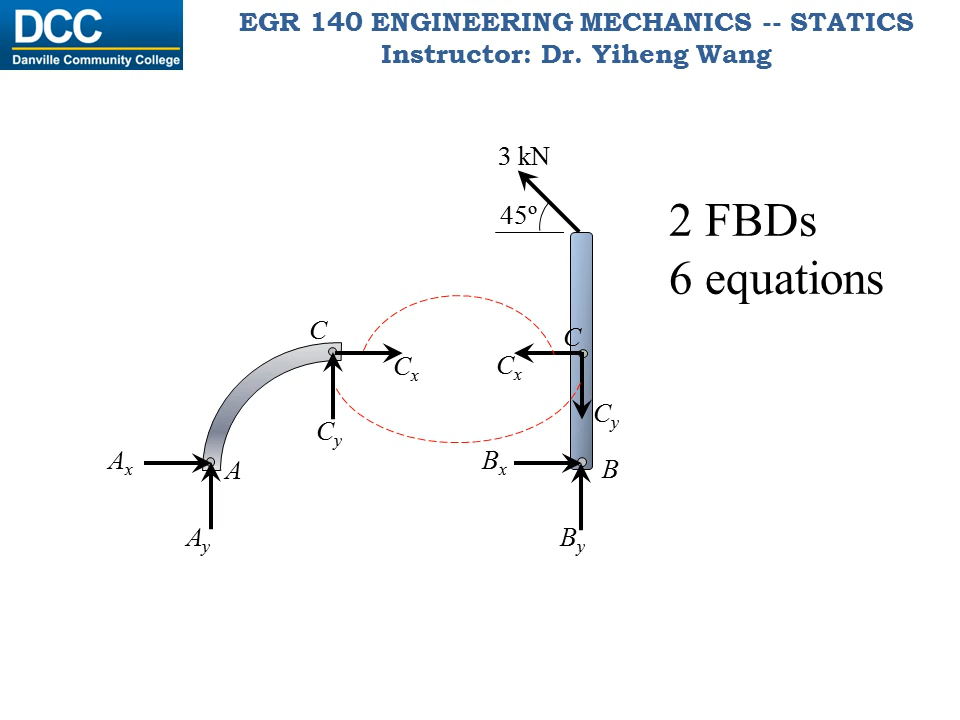 DCC
Danville Community College
EGR 140 ENGINEERING MECHANICS -- STATICS
Instructor: Dr. Yiheng Wang
3 kN
45º
2 FBDs
6 equations
C
C
Cx
Cx
Cy
Cy
Ax
A
Bx
B
Ay
By